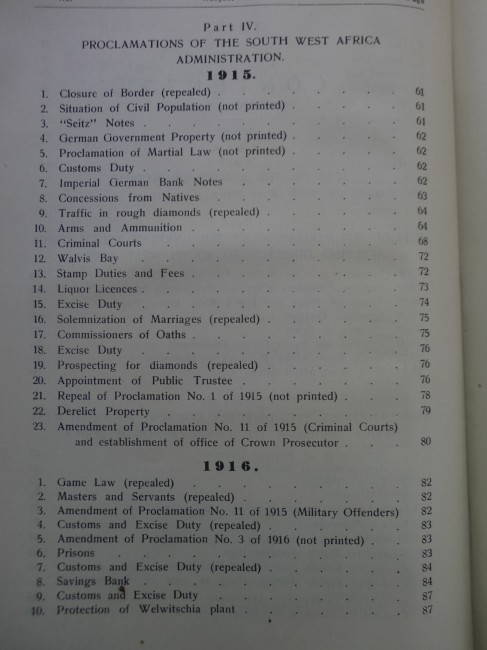 Part IV.
PROCLAMATIONS OF THE SOUTH WEST AFRICA
ADMINISTRATION.
1915.
1. Closure of Border (repealed) . . . . . . . 61
2. Situation of Civil Population (not printed) . . . . . 61
3. "Seitz" Notes . . . . . . . . . . 61
4. German Government Property (not printed) . . . . . 62
5. Proclamation of Martial Law (not printed) . . . . . 62
6. Customs Duty . . . . . . . . . . 62
7. Imperial German Bank Notes . . . . . . . 62
8. Concessions from Natives . . . . . . . 63
9. Traffic in rough diamonds (repealed) . . . . . . 64
10. Arms and Ammunition . . . . . . . . 64
11. Criminal Courts . . . . . . . . . 68
12. Walvis Bay . . . . . . . . . . 72
13. Stamp Duties and Fees . . . . . . . . 72
14. Liquor Licences . . . . . . . . . . 73
15. Excise Duty . . . . . . . . . . 74
16. Solemnization of Marriages (repealed) . . . . . . 75
17. Commissioners of Oaths . . . . . . . . 75
18. Excise Duty . . . . . . . . . . 76
19. Prospecting for diamonds (repealed) . . . . . . 76
20. Appointment of Public Trustee . . . . . . . 76
21. Repeal of Proclamation No. 1 of 1915 (not printed) . . . 78
22. Derelict Property . . . . . . . . . 79
23. Amendment of Proclamation No. 11 of 1915 (Criminal Courts)
and establishment of office of Crown Prosecutor . . . 80
1916.
1. Game Law (repealed) . . . . . . . . 82
2. Masters and Servants (repealed) . . . . . . . 82
3. Amendment of Proclamation No. 11 of 1915 (Military Offenders) 82
4. Customs and Excise Duty (repealed) . . . . . . 83
5. Amendment of Proclamation No. 3 of 1916 (not printed) . . 83
6. Prisons . . . . . . . . . . . 83
7. Customs and Excise Duty (repealed) . . . . . . 84
8. Savings Bank . . . . . . . . . . 84
9. Customs and Excise Duty . . . . . . . 87
10. Protection of Welwitschia plant . . . . . . . 87